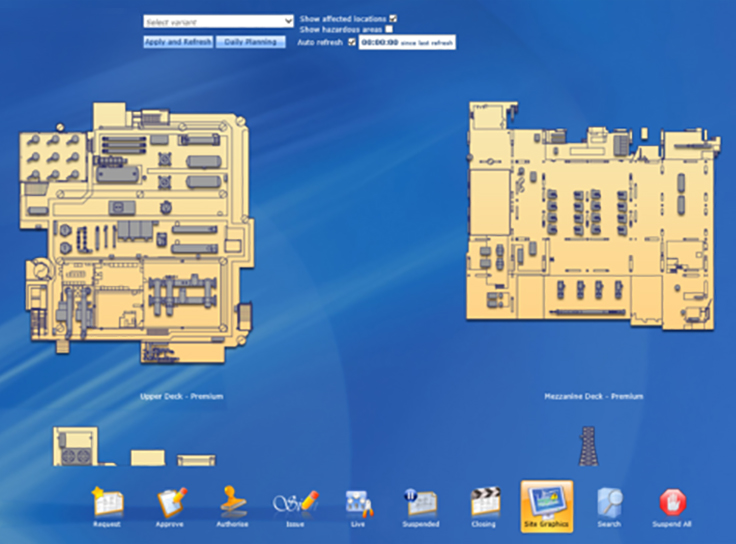 Select variant
Show affected locations
Show hazardous areas
Apply and Refresh
Daily Planning
Auto refresh
00:00:00 since last refresh
Upper Deck - Premium
Mezzanine Deck - Premium
Request
Approve
Authorise
Issue
Live
Suspended
Closing
Site Graphics
Search
Suspend All